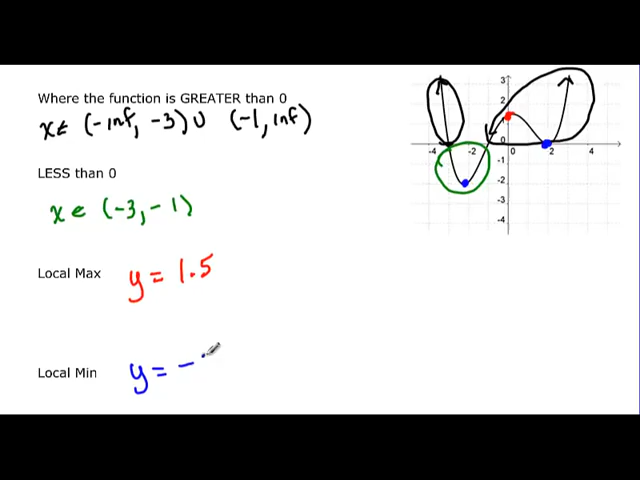 Where the function is GREATER than 0
x∈ (-inf, -3) ∪ (-1, inf)
LESS than 0
x ∈ (-3, -1)
Local Max y = 1.5
Local Min y = -
3
2
0
-4 -2 0 2 4
-1
-2
-3
-4